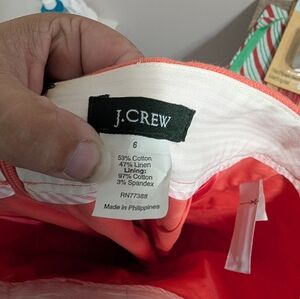 J.CREW
6
53% Cotton
47% Linen
Lining:
97% Cotton
3% Spandex
RN77388
Made in Philippines